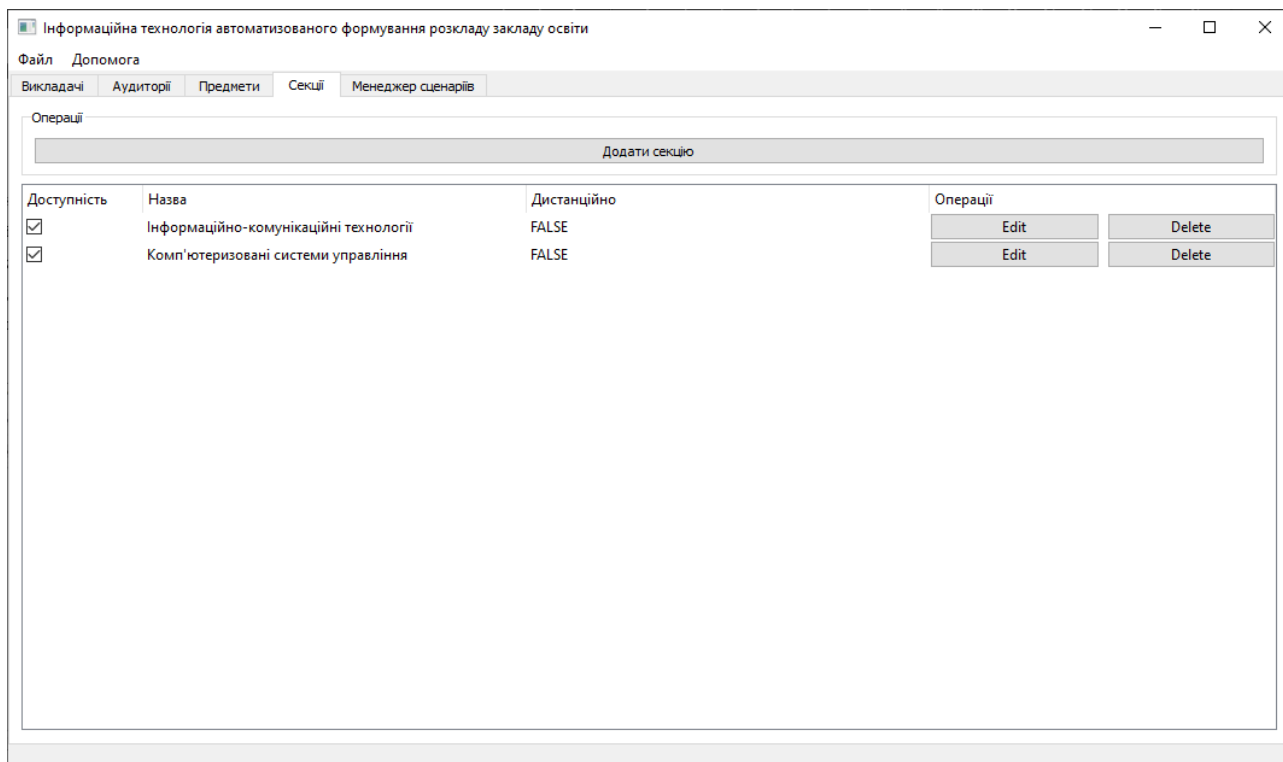 Інформаційна технологія автоматизованого формування розкладу закладу освіти
Файл Допомога
Викладачі Аудиторії Предмети Секції Менеджер сценаріїв
Операції
Додати секцію
Доступність Назва Дистанційно Операції
Інформаційно-комунікаційні технології FALSE Edit Delete
Комп'ютеризовані системи управління FALSE Edit Delete